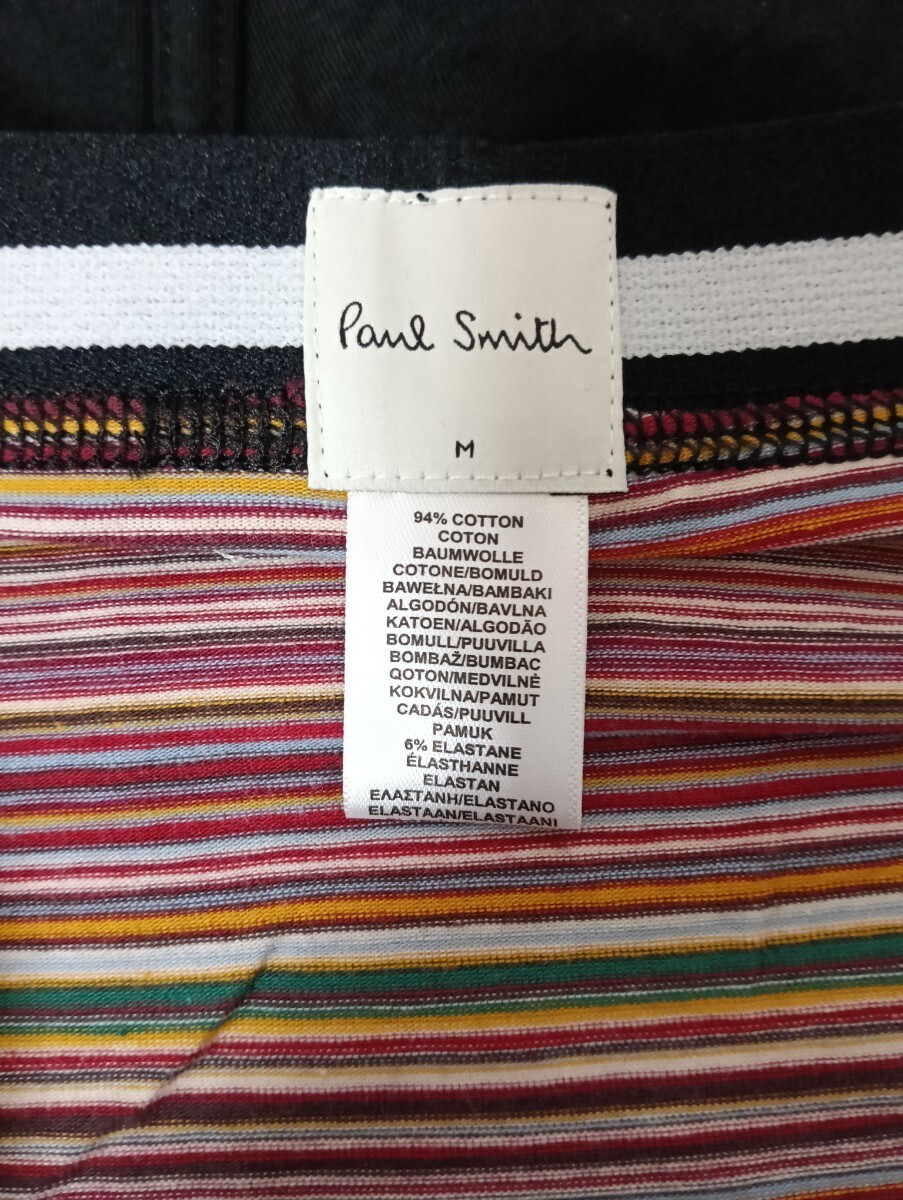 Paul Smith
M
94% COTTON
COTON
BAUMWOLLE
COTONE/BOMULD
BAWEŁNA/BAMBAKI
ALGODÓN/BAVLNA
KATOEN/ALGODÃO
BOMULL/PUUVILLA
BOMBAŽ/BUMBAC
QOTON/MEDVILNĖ
KOKVILNA/PAMUT
CADÁS/PUUVILL
PAMUK
6% ELASTANE
ÉLASTHANNE
ELASTAN
ΕΛΑΣΤΑΝΗ/ELASTANO
ELASTAAN/ELASTAANI